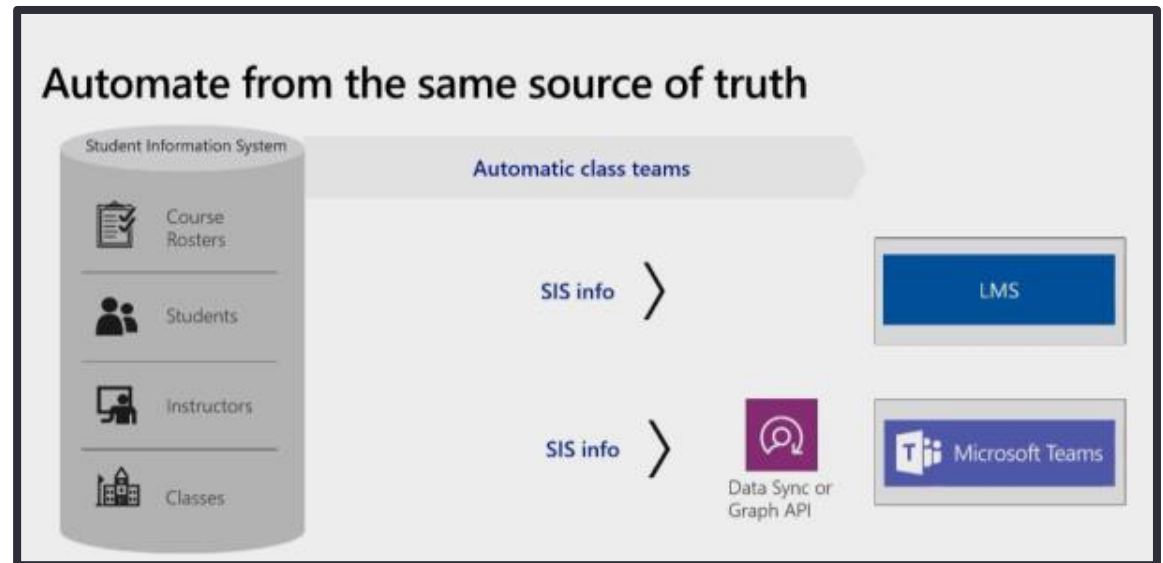 Automate from the same source of truth
Student Information System
Automatic class teams
Course
Rosters
Students
Instructors
Classes
SIS info
LMS
SIS info
Data Sync or
Graph API
T
Microsoft Teams